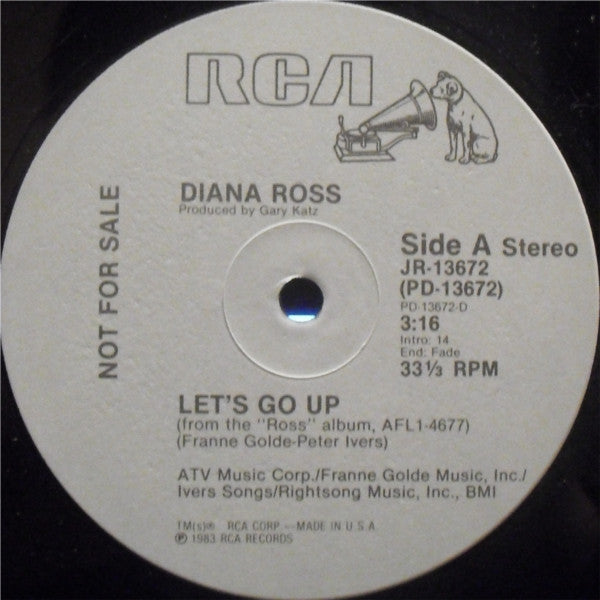 RCA
NOT FOR SALE
DIANA ROSS
Produced by Gary Katz
Side A Stereo
JR-13672
(PD-13672)
PD-13672-D
3:16
Intro: 14
End: Fade
33⅓ RPM
LET'S GO UP
(from the "Ross" album, AFL1-4677)
(Franne Golde-Peter Ivers)
ATV Music Corp./Franne Golde Music, Inc./
Ivers Songs/Rightsong Music, Inc., BMI
TM(s)® RCA CORP.—MADE IN U.S.A.
℗ 1983 RCA RECORDS